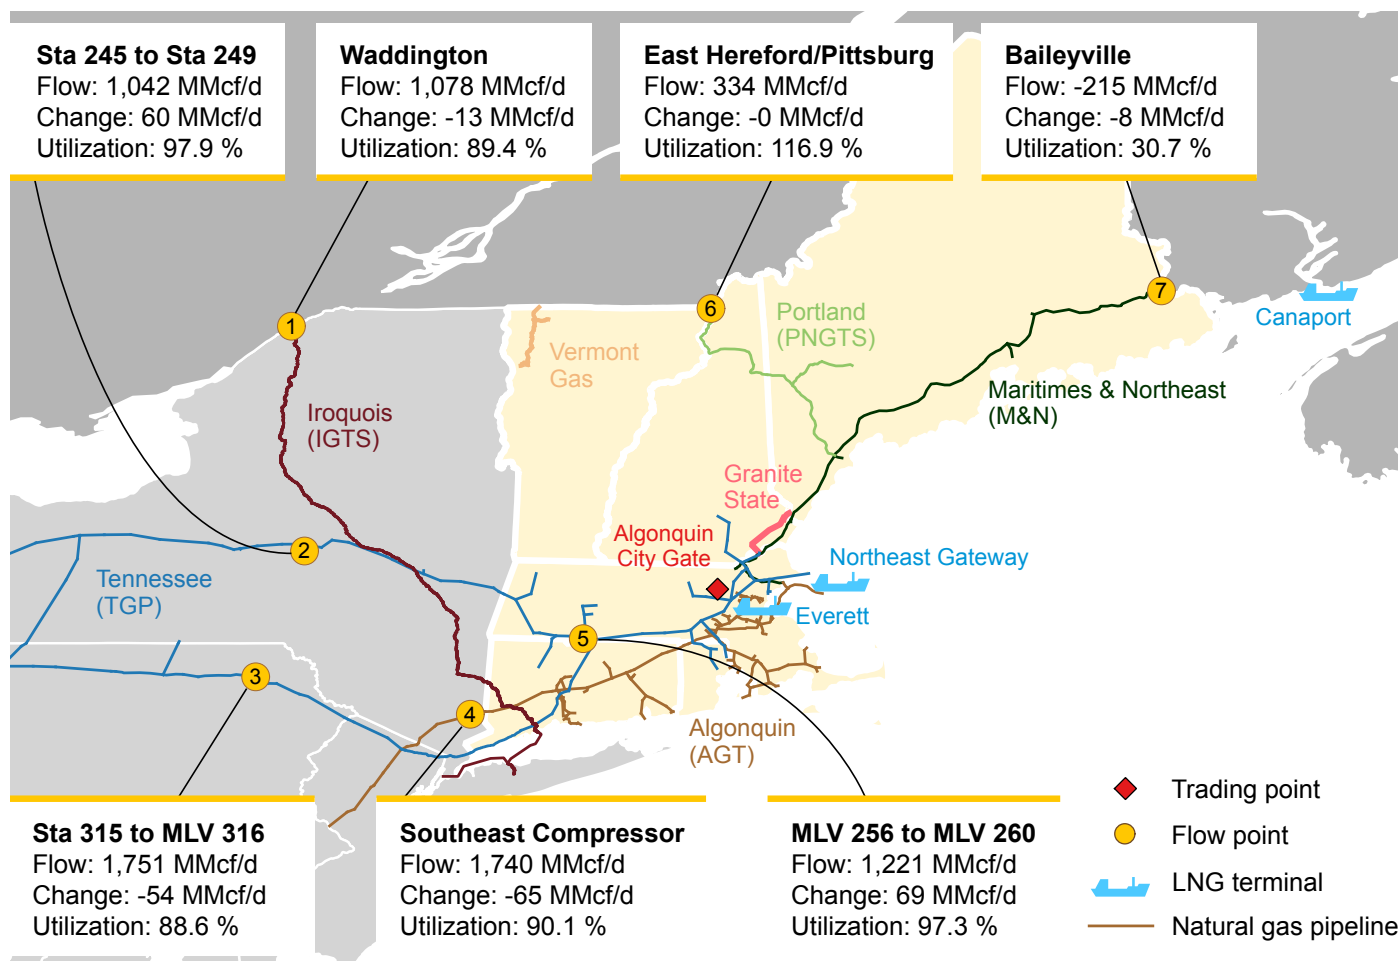 Sta 245 to Sta 249
Flow: 1,042 MMcf/d
Change: 60 MMcf/d
Utilization: 97.9 %
Waddington
Flow: 1,078 MMcf/d
Change: -13 MMcf/d
Utilization: 89.4 %
East Hereford/Pittsburg
Flow: 334 MMcf/d
Change: -0 MMcf/d
Utilization: 116.9 %
Baileyville
Flow: -215 MMcf/d
Change: -8 MMcf/d
Utilization: 30.7 %
7
6
1
Canaport
Portland
(PNGTS)
Vermont
Gas
Maritimes & Northeast
(M&N)
Iroquois
(IGTS)
Granite
State
Algonquin
City Gate
2
Northeast Gateway
Tennessee
(TGP)
Everett
5
3
4
Algonquin
(AGT)
Sta 315 to MLV 316
Flow: 1,751 MMcf/d
Change: -54 MMcf/d
Utilization: 88.6 %
Southeast Compressor
Flow: 1,740 MMcf/d
Change: -65 MMcf/d
Utilization: 90.1 %
MLV 256 to MLV 260
Flow: 1,221 MMcf/d
Change: 69 MMcf/d
Utilization: 97.3 %
Trading point
Flow point
LNG terminal
Natural gas pipeline